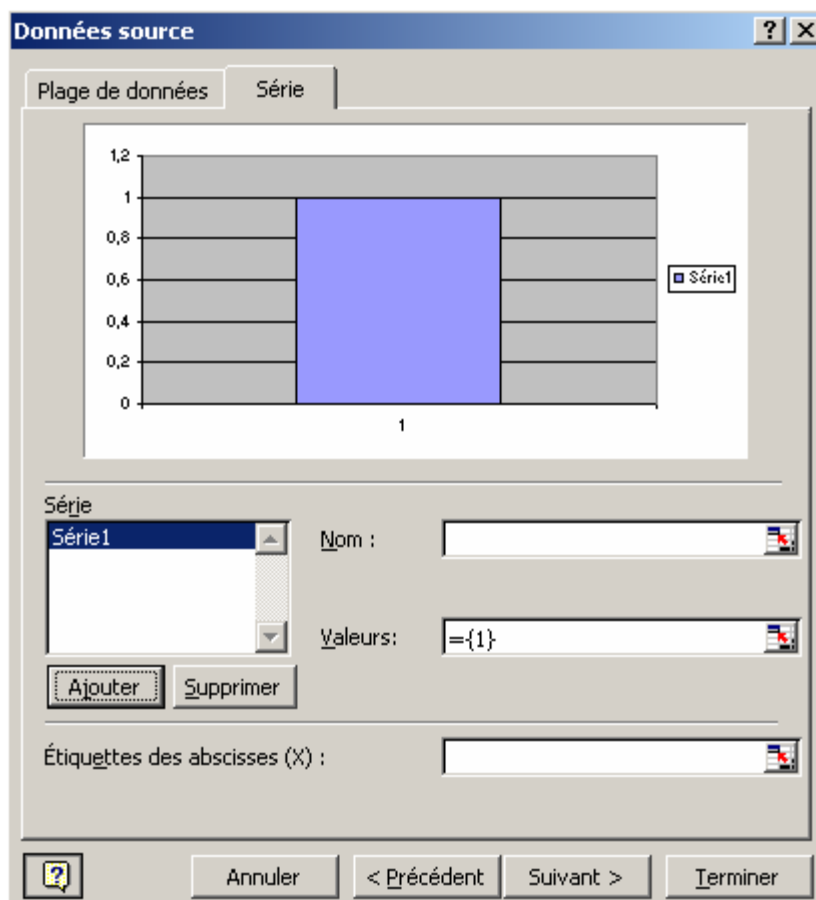 Données source
Plage de données Série
1,2
1
0,8
0,6
0,4
0,2
0
1
Série1
Série
Série1
Nom :
Valeurs: ={1}
Ajouter Supprimer
Étiquettes des abscisses (X) :
Annuler < Précédent Suivant > Terminer